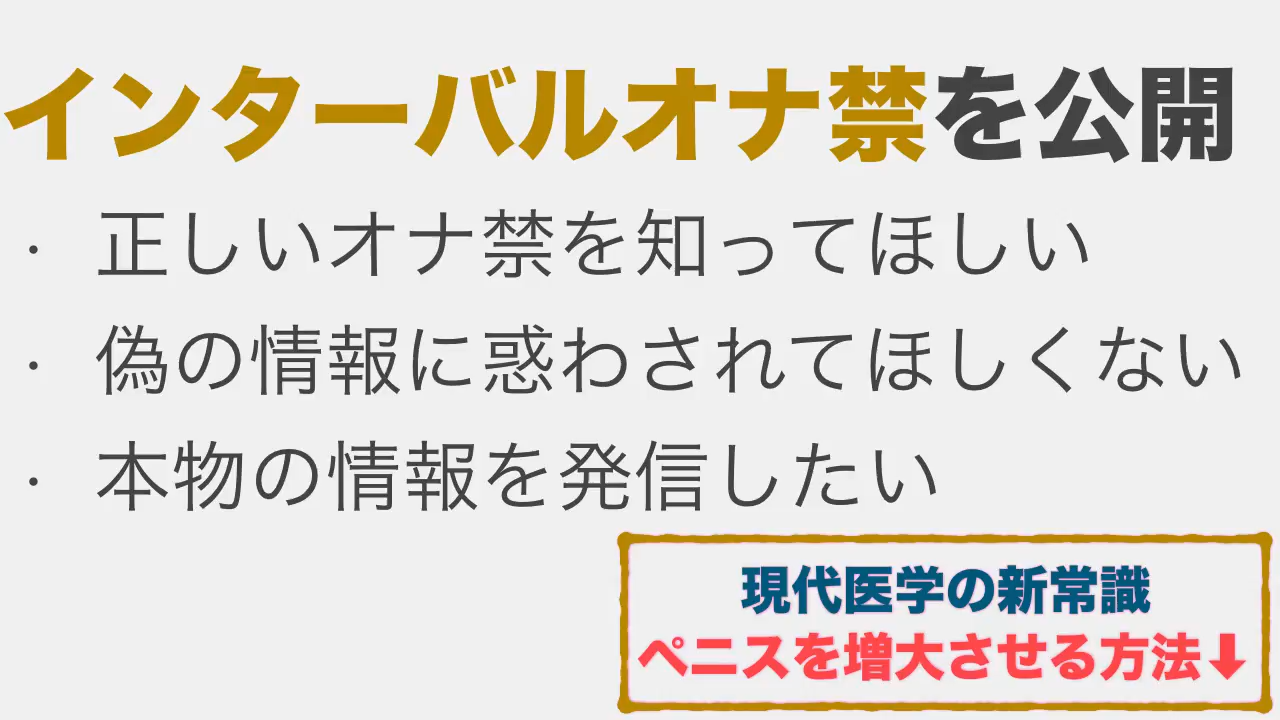 インターバルオナ禁を公開
・ 正しいオナ禁を知ってほしい
・ 偽の情報に惑わされてほしくない
・ 本物の情報を発信したい
現代医学の新常識
ペニスを増大させる方法⬇